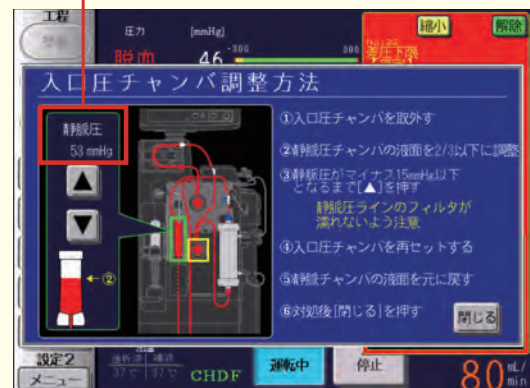 工程
圧力
[mmHg]
縮小
解除
脱血
46
-300
300
差圧下限
入口圧チャンバ調整方法
静脈圧
53 mmHg
▲
▼
←②
①入口圧チャンバを取外す
②静脈圧チャンバの液面を2/3以下に調整
③静脈圧がマイナス15mmHg以下
となるまで[▲]を押す
静脈圧ラインのフィルタが
濡れないよう注意
④入口圧チャンバを再セットする
⑤静脈チャンバの液面を元に戻す
⑥対処後[閉じる]を押す
閉じる
設定2
メニュー
37℃
37℃
CHDF
運転中
停止
80
mL/
min